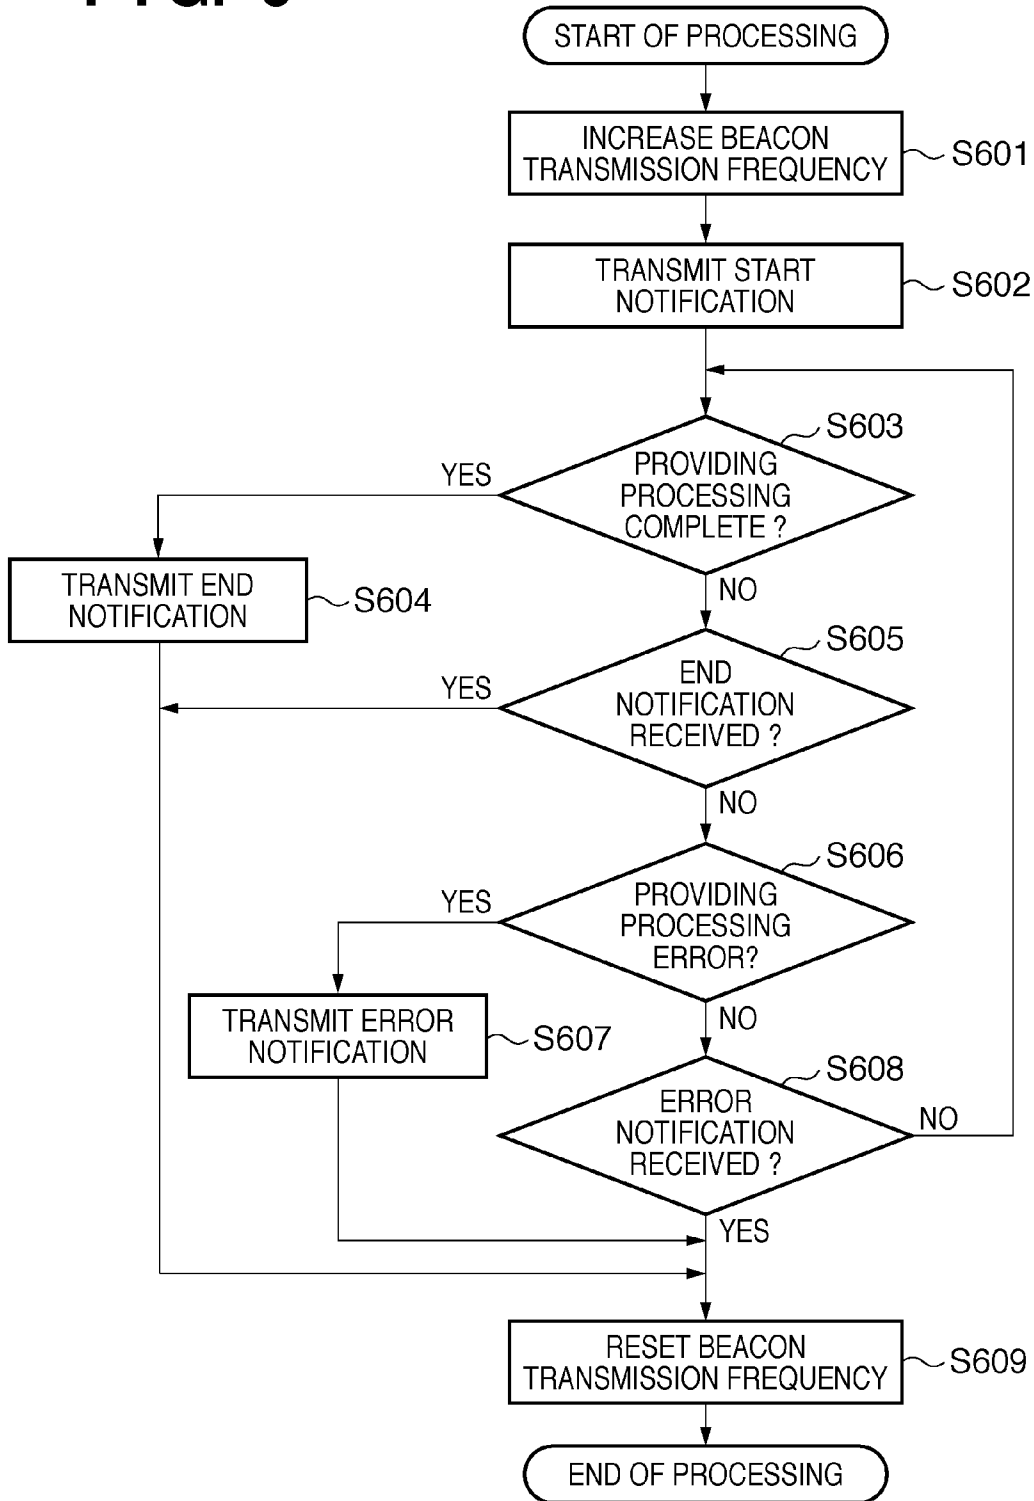 START OF PROCESSING
INCREASE BEACON
TRANSMISSION FREQUENCY
S601
TRANSMIT START
NOTIFICATION
S602
S603
PROVIDING
PROCESSING
COMPLETE ?
YES
NO
TRANSMIT END
NOTIFICATION
S604
S605
END
NOTIFICATION
RECEIVED ?
YES
NO
S606
PROVIDING
PROCESSING
ERROR?
YES
NO
TRANSMIT ERROR
NOTIFICATION
S607
S608
ERROR
NOTIFICATION
RECEIVED ?
NO
YES
RESET BEACON
TRANSMISSION FREQUENCY
S609
END OF PROCESSING